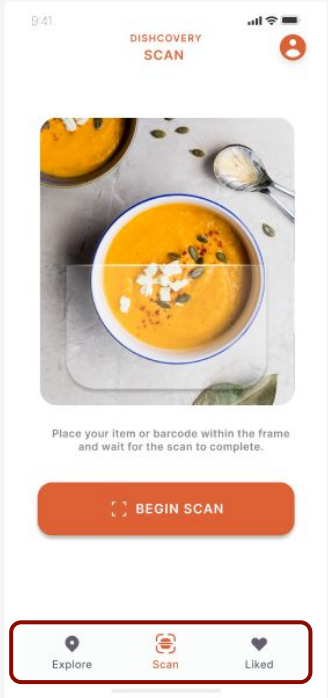 9:41
DISHCOVERY
SCAN
Place your item or barcode within the frame
and wait for the scan to complete.
BEGIN SCAN
Explore Scan Liked